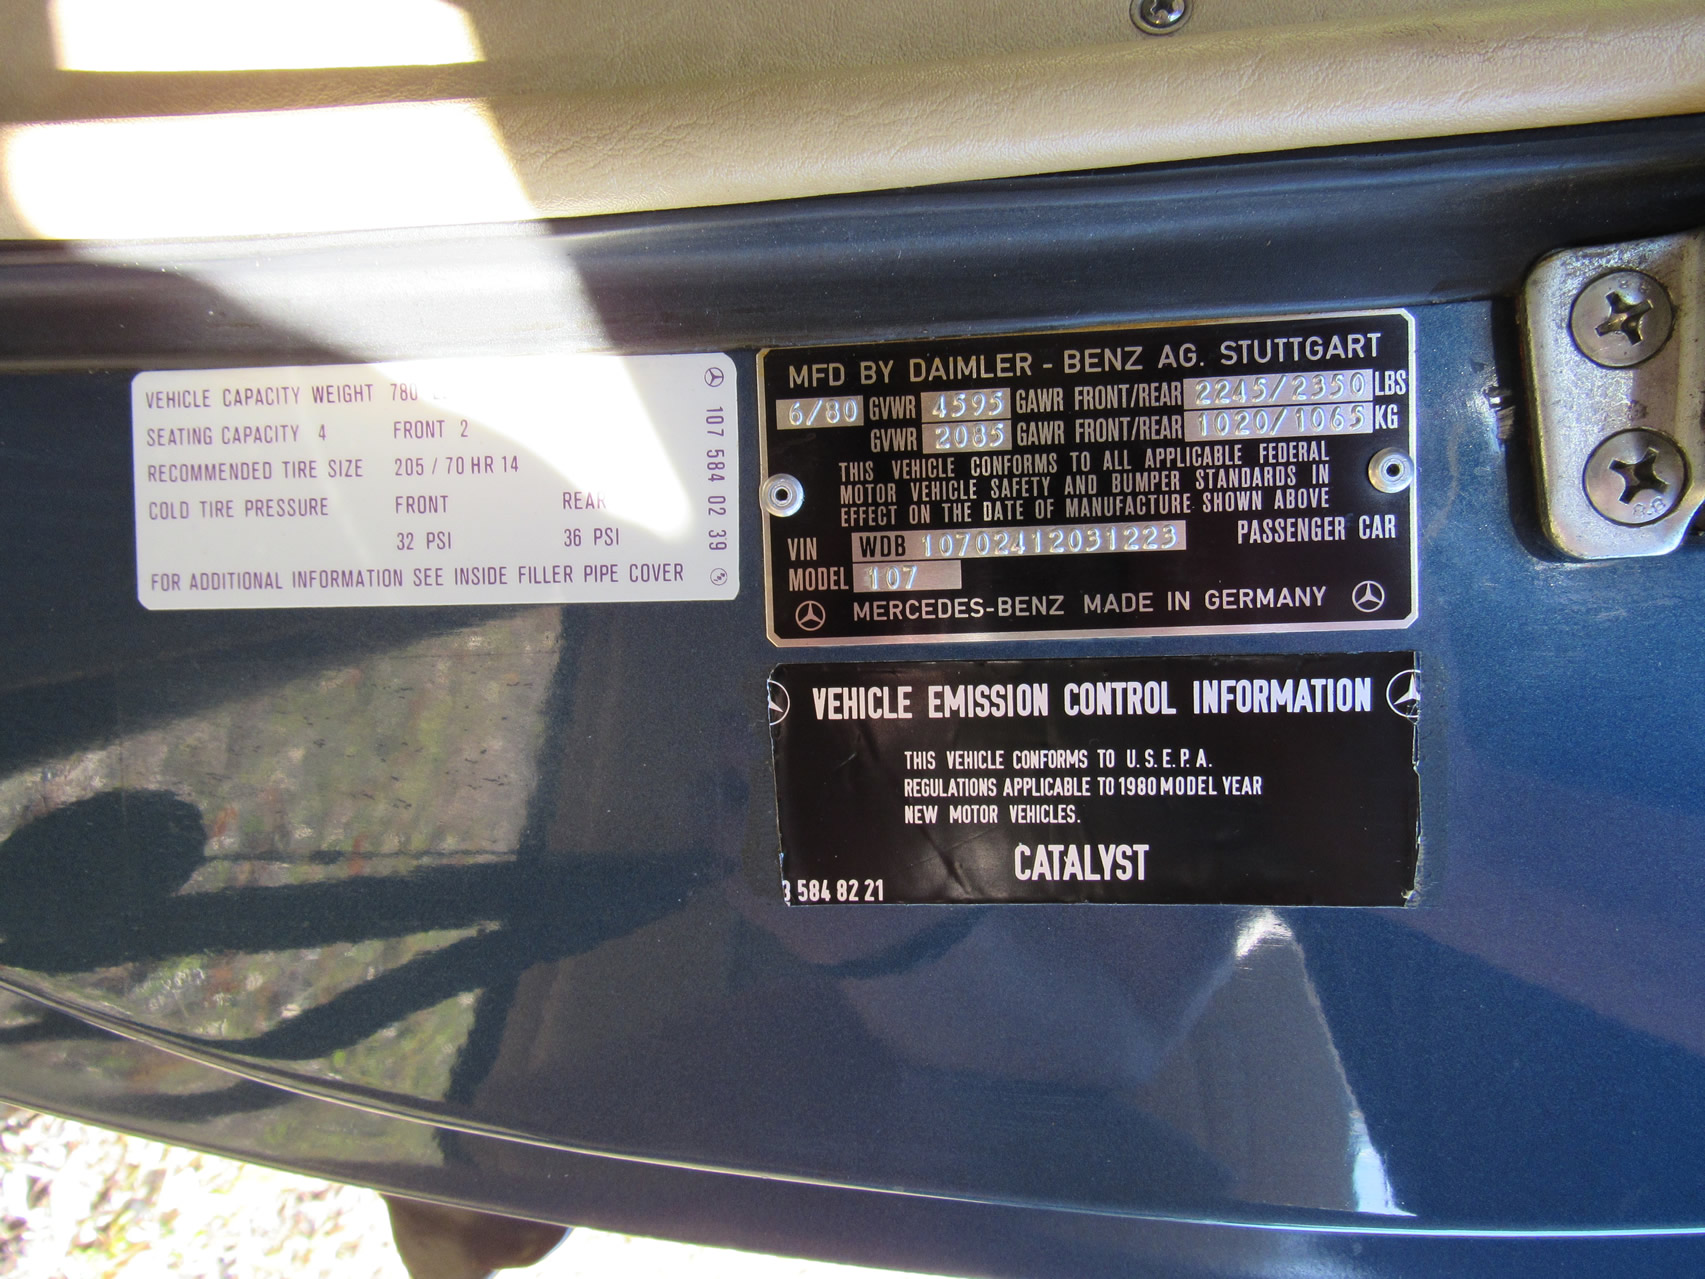 VEHICLE CAPACITY WEIGHT 780
SEATING CAPACITY 4 FRONT 2
RECOMMENDED TIRE SIZE 205 / 70 HR 14
COLD TIRE PRESSURE FRONT REAR
32 PSI 36 PSI
FOR ADDITIONAL INFORMATION SEE INSIDE FILLER PIPE COVER
107 584 02 39
MFD BY DAIMLER - BENZ AG. STUTTGART
6/80 GVWR 4595 GAWR FRONT/REAR 2245/2350 LBS
GVWR 2085 GAWR FRONT/REAR 1020/1065 KG
THIS VEHICLE CONFORMS TO ALL APPLICABLE FEDERAL
MOTOR VEHICLE SAFETY AND BUMPER STANDARDS IN
EFFECT ON THE DATE OF MANUFACTURE SHOWN ABOVE
VIN WDB 10702412031223 PASSENGER CAR
MODEL 107
MERCEDES-BENZ MADE IN GERMANY
VEHICLE EMISSION CONTROL INFORMATION
THIS VEHICLE CONFORMS TO U.S.E.P.A.
REGULATIONS APPLICABLE TO 1980 MODEL YEAR
NEW MOTOR VEHICLES.
CATALYST
3 584 82 21